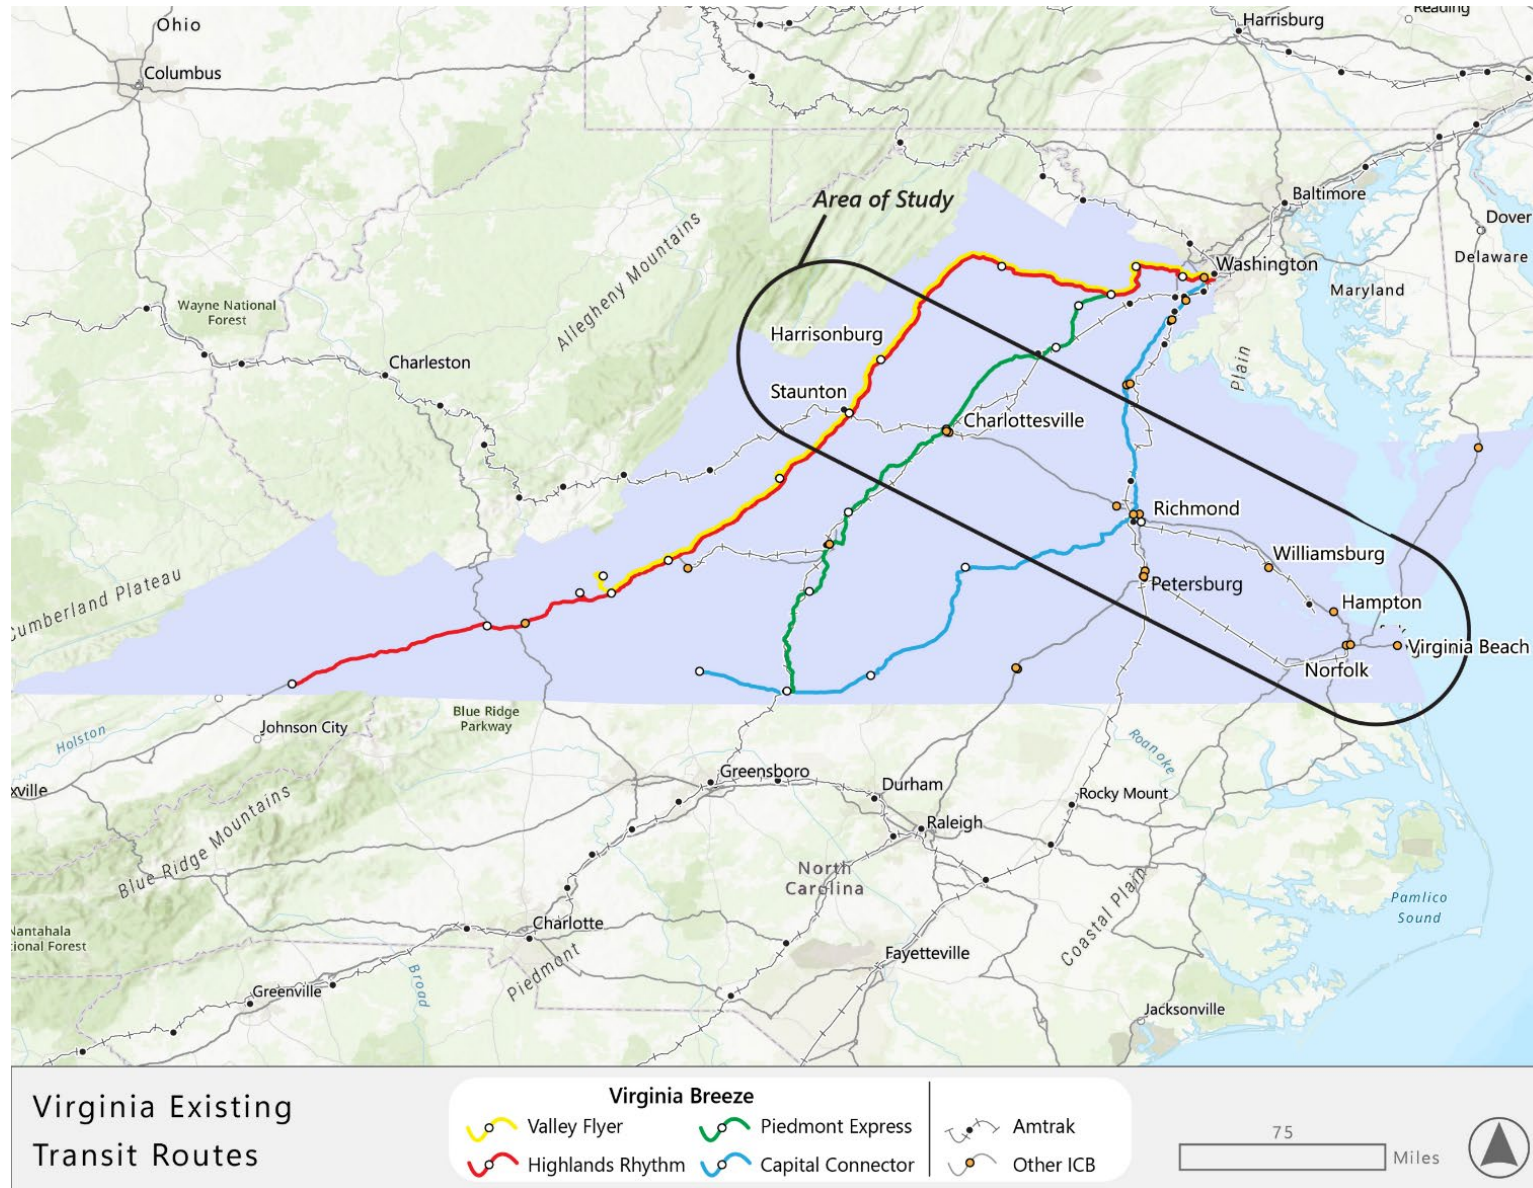 Ohio
Columbus
Harrisburg
Reading
Area of Study
Baltimore
Dover
Delaware
Washington
Maryland
Allegheny Mountains
Wayne National
Forest
Charleston
Harrisonburg
Staunton
Charlottesville
Plain
Richmond
Williamsburg
Petersburg
Hampton
Virginia Beach
Norfolk
Cumberland Plateau
Holston
Johnson City
Blue Ridge
Parkway
Roanoke
xville
Greensboro
Durham
Rocky Mount
Raleigh
Blue Ridge Mountains
North
Carolina
Coastal Plain
Pamlico
Sound
Nantahala
tional Forest
Charlotte
Piedmont
Broad
Fayetteville
Greenville
Jacksonville
Virginia Existing
Transit Routes
Virginia Breeze
Valley Flyer
Piedmont Express
Amtrak
Highlands Rhythm
Capital Connector
Other ICB
75
Miles